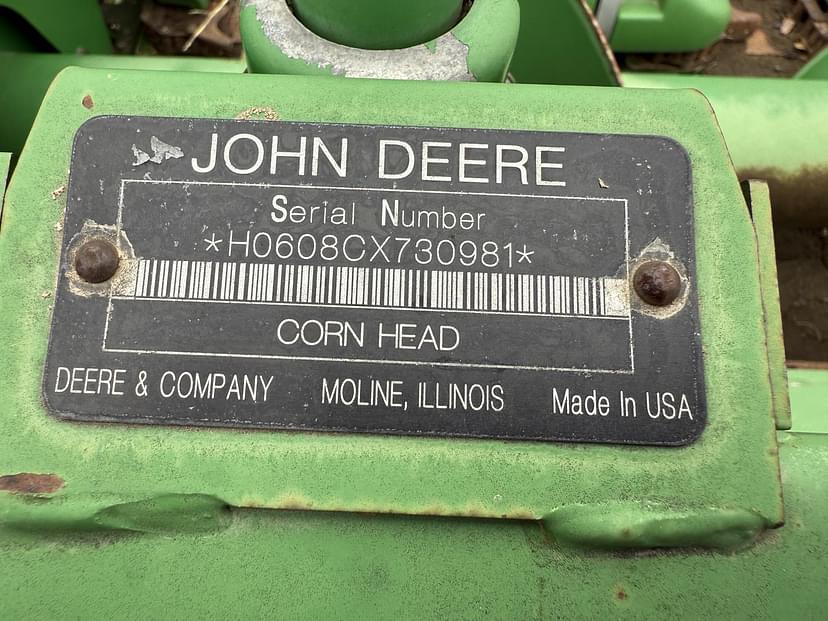 JOHN DEERE
Serial Number
*H0608CX730981*
CORN HEAD
DEERE & COMPANY MOLINE, ILLINOIS Made In USA